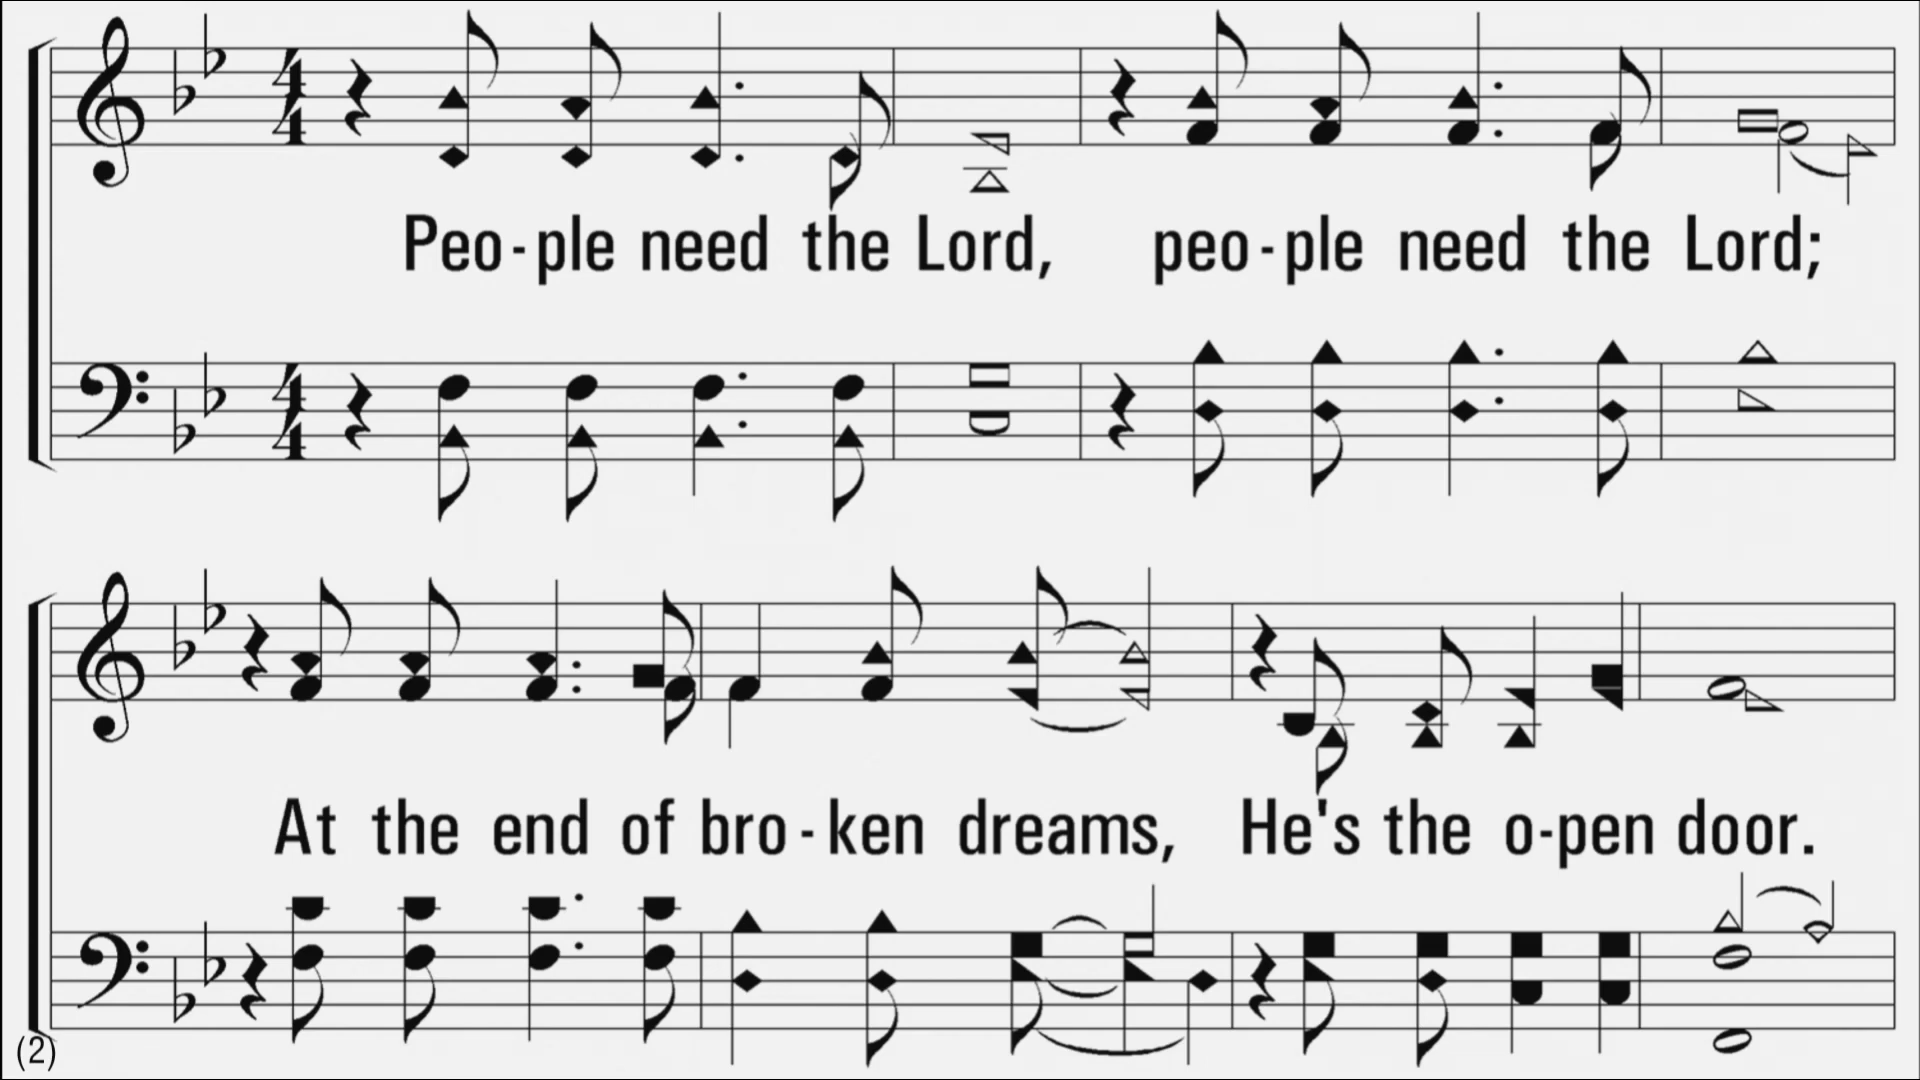 Peo-ple need the Lord, peo-ple need the Lord;
At the end of bro-ken dreams, He's the o-pen door.
(2)